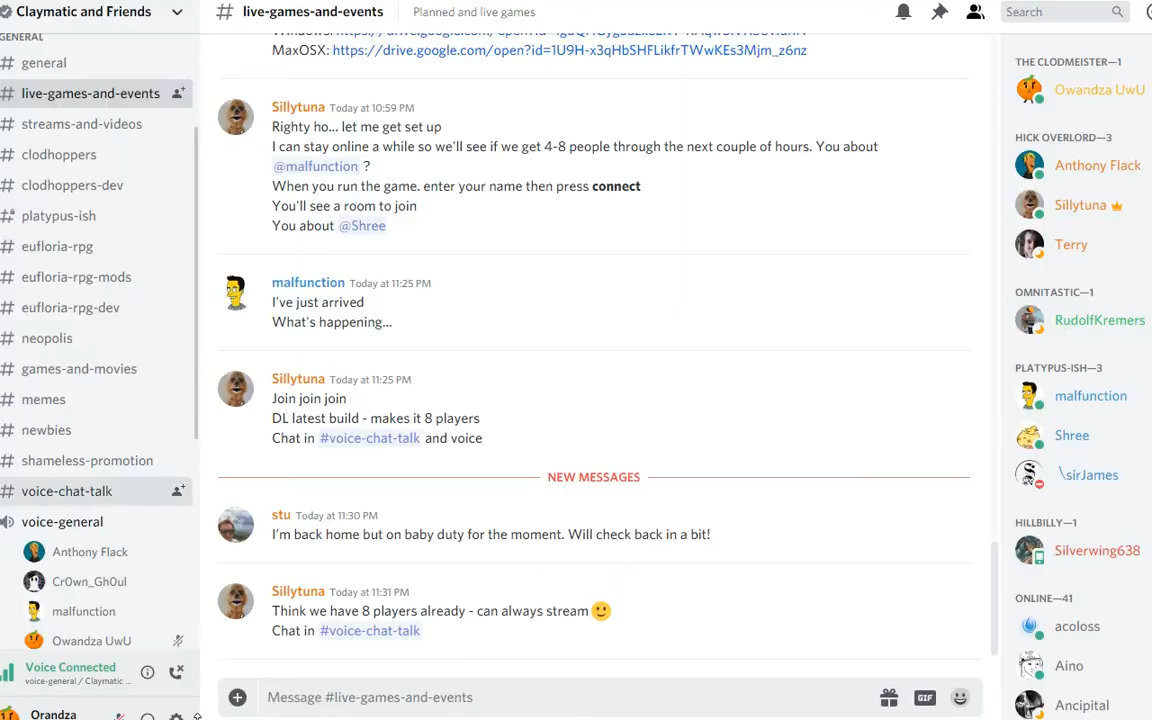 Claymatic and Friends
# live-games-and-events
Planned and live games
Search
GENERAL
# general
# live-games-and-events
# streams-and-videos
# clodhoppers
# clodhoppers-dev
# platypus-ish
# eufloria-rpg
# eufloria-rpg-mods
# eufloria-rpg-dev
# neopolis
# games-and-movies
# memes
# newbies
# shameless-promotion
# voice-chat-talk
voice-general
Anthony Flack
Cr0wn_Gh0ul
malfunction
Owandza UwU
Voice Connected
voice-general / Claymatic ...
Orandza
MaxOSX: https://drive.google.com/open?id=1U9H-x3qHbSHFLikfrTWwKEs3Mjm_z6nz
Sillytuna Today at 10:59 PM
Righty ho... let me get set up
I can stay online a while so we'll see if we get 4-8 people through the next couple of hours. You about
@malfunction ?
When you run the game. enter your name then press connect
You'll see a room to join
You about @Shree
malfunction Today at 11:25 PM
I've just arrived
What's happening...
Sillytuna Today at 11:25 PM
Join join join
DL latest build - makes it 8 players
Chat in #voice-chat-talk and voice
NEW MESSAGES
stu Today at 11:30 PM
I'm back home but on baby duty for the moment. Will check back in a bit!
Sillytuna Today at 11:31 PM
Think we have 8 players already - can always stream
Chat in #voice-chat-talk
Message #live-games-and-events
GIF
THE CLODMEISTER—1
Owandza UwU
HICK OVERLORD—3
Anthony Flack
Sillytuna
Terry
OMNITASTIC—1
RudolfKremers
PLATYPUS-ISH—3
malfunction
Shree
\sirJames
HILLBILLY—1
Silverwing638
ONLINE—41
acoloss
Aino
Ancipital